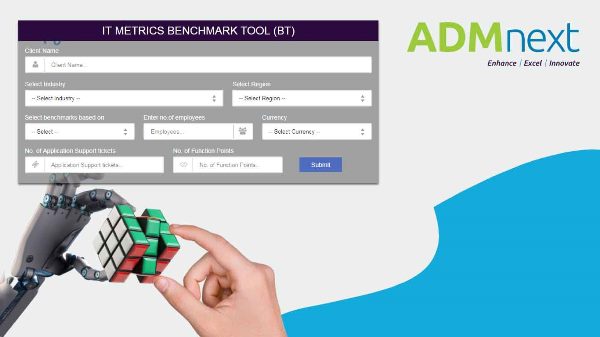 IT METRICS BENCHMARK TOOL (BT)
ADMnext
Enhance | Excel | Innovate
Client Name
Client Name...
Select Industry
Select Region
-- Select Industry --
-- Select Region --
Select benchmarks based on
Enter no.of employees
Currency
-- Select --
Employees...
-- Select Currency --
No. of Application Support tickets
No. of Function Points
Application Support tickets..
No. of Function Points..
Submit